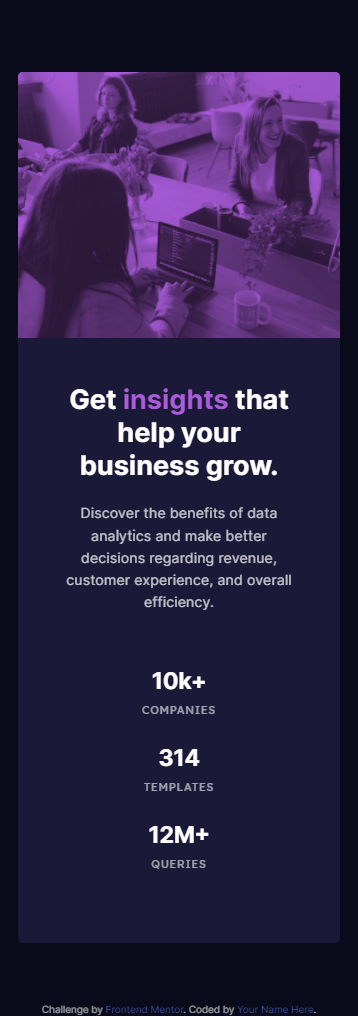 Get insights that
help your
business grow.
Discover the benefits of data
analytics and make better
decisions regarding revenue,
customer experience, and overall
efficiency.
10k+
COMPANIES
314
TEMPLATES
12M+
QUERIES
Challenge by Frontend Mentor. Coded by Your Name Here.